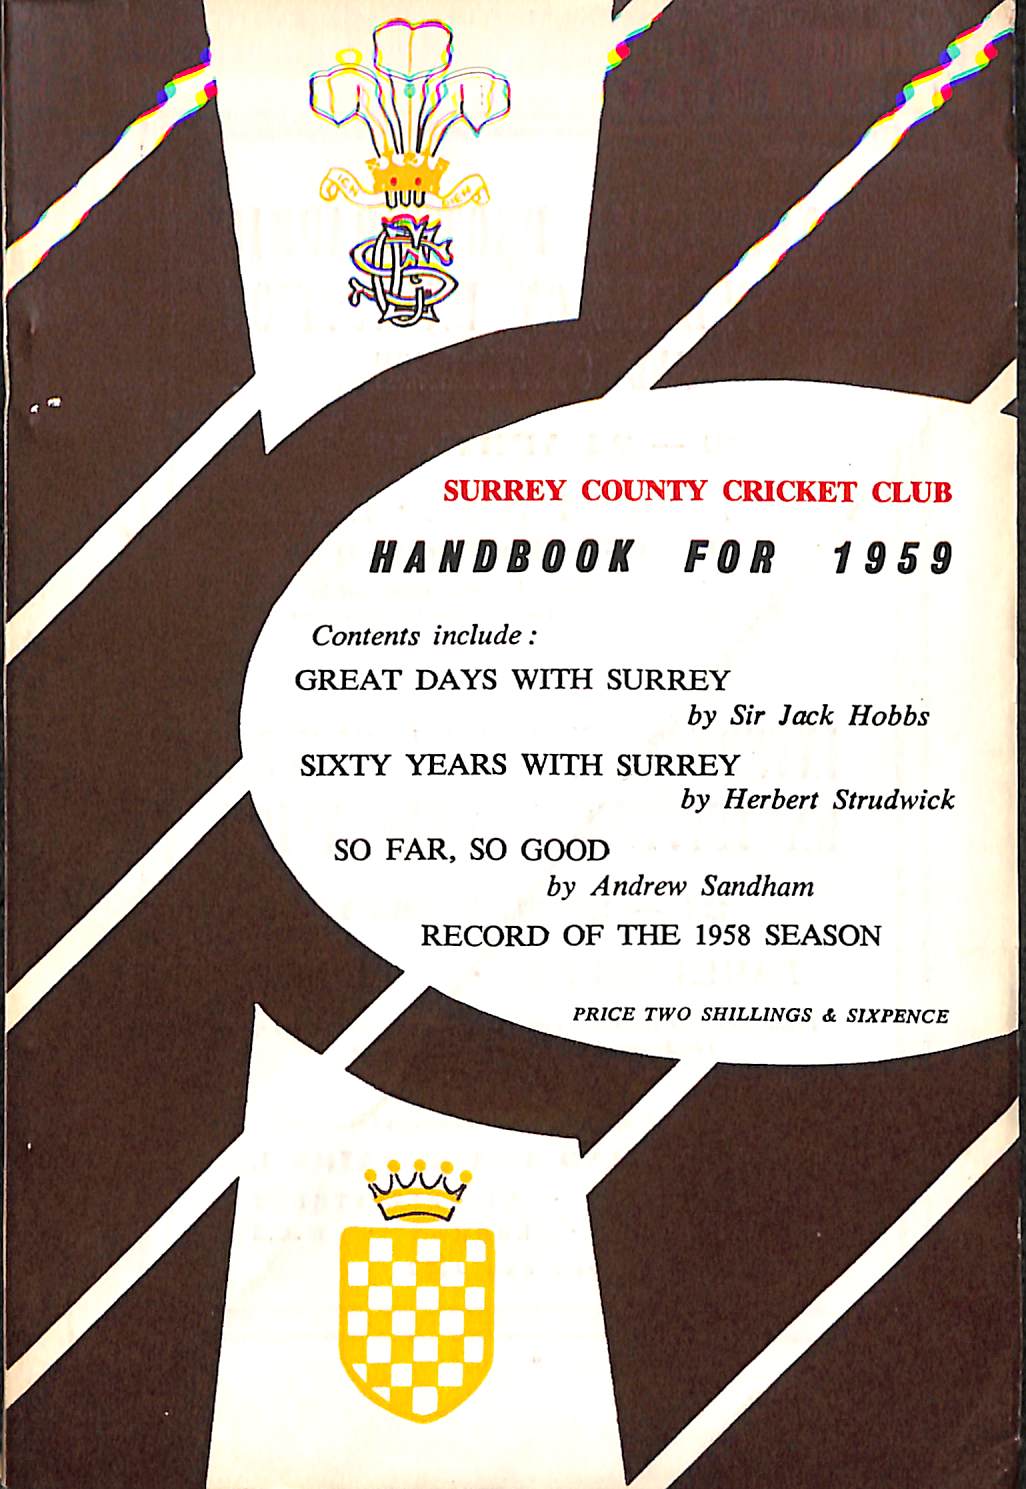 ICH DIEN
SURREY COUNTY CRICKET CLUB
HANDBOOK FOR 1959
Contents include :
GREAT DAYS WITH SURREY
by Sir Jack Hobbs
SIXTY YEARS WITH SURREY
by Herbert Strudwick
SO FAR, SO GOOD
by Andrew Sandham
RECORD OF THE 1958 SEASON
PRICE TWO SHILLINGS & SIXPENCE